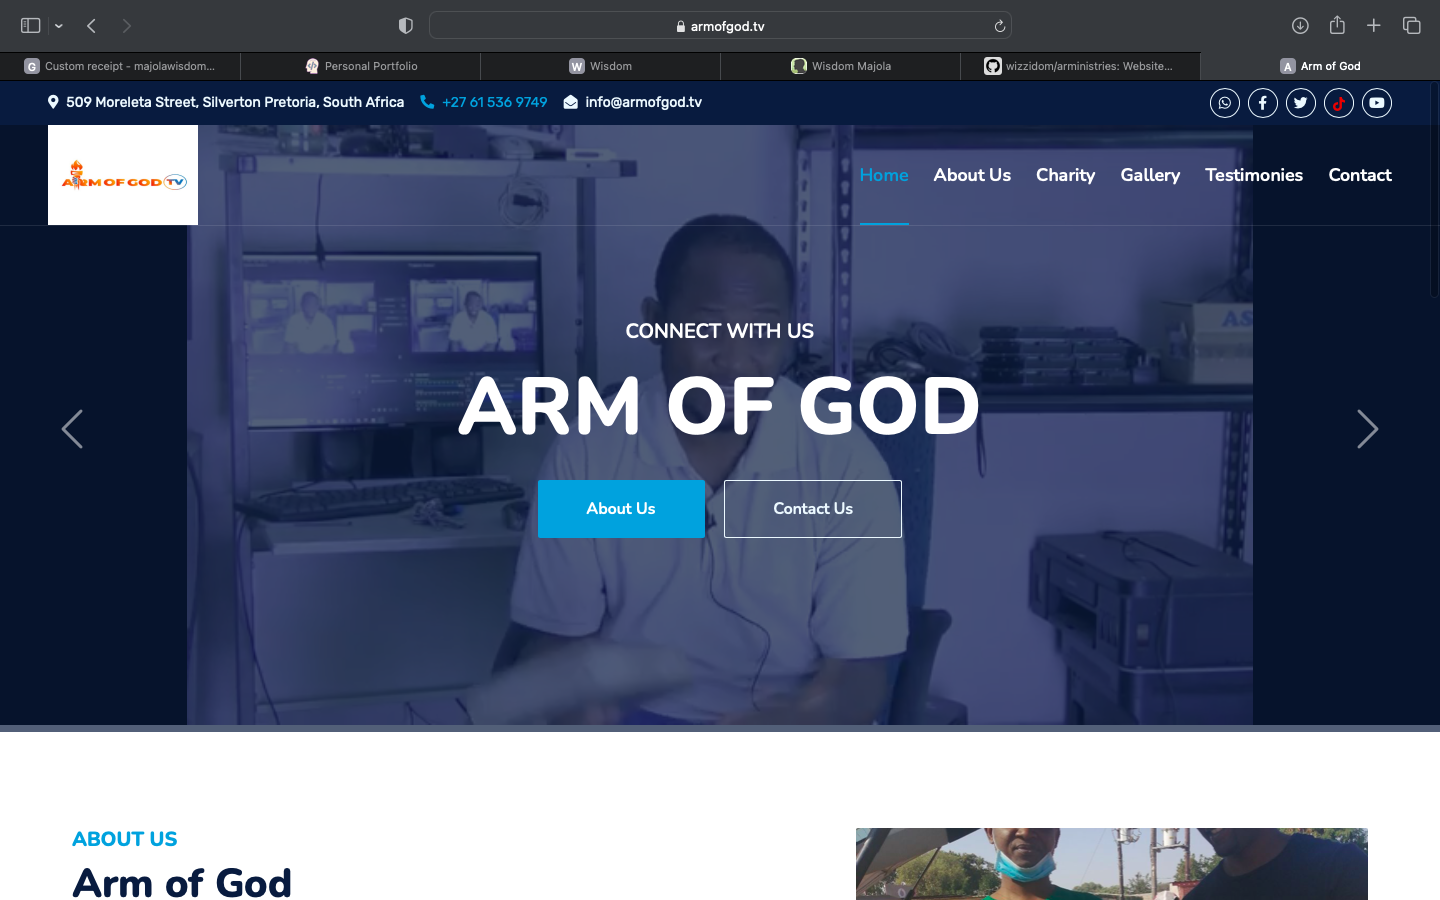 armofgod.tv
G Custom receipt - majolawisdom...
Personal Portfolio
W Wisdom
Wisdom Majola
wizzidom/arministries: Website...
A Arm of God
509 Moreleta Street, Silverton Pretoria, South Africa
+27 61 536 9749
info@armofgod.tv
ARM OF GOD TV
Home
About Us
Charity
Gallery
Testimonies
Contact
AS
CONNECT WITH US
ARM OF GOD
About Us
Contact Us
ABOUT US
Arm of God